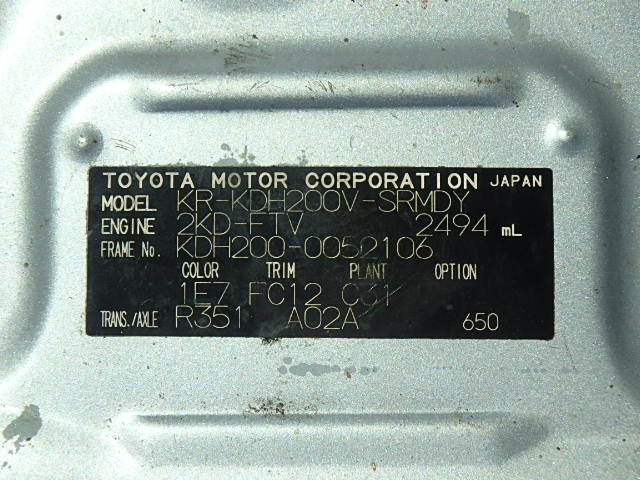 TOYOTA MOTOR CORPORATION JAPAN
MODEL KR-KDH200V-SRMDY
ENGINE 2KD-FTV 2494 mL
FRAME No. KDH200-0052106
COLOR TRIM PLANT OPTION
1E7 FC12 C31
TRANS./AXLE R351 A02A 650